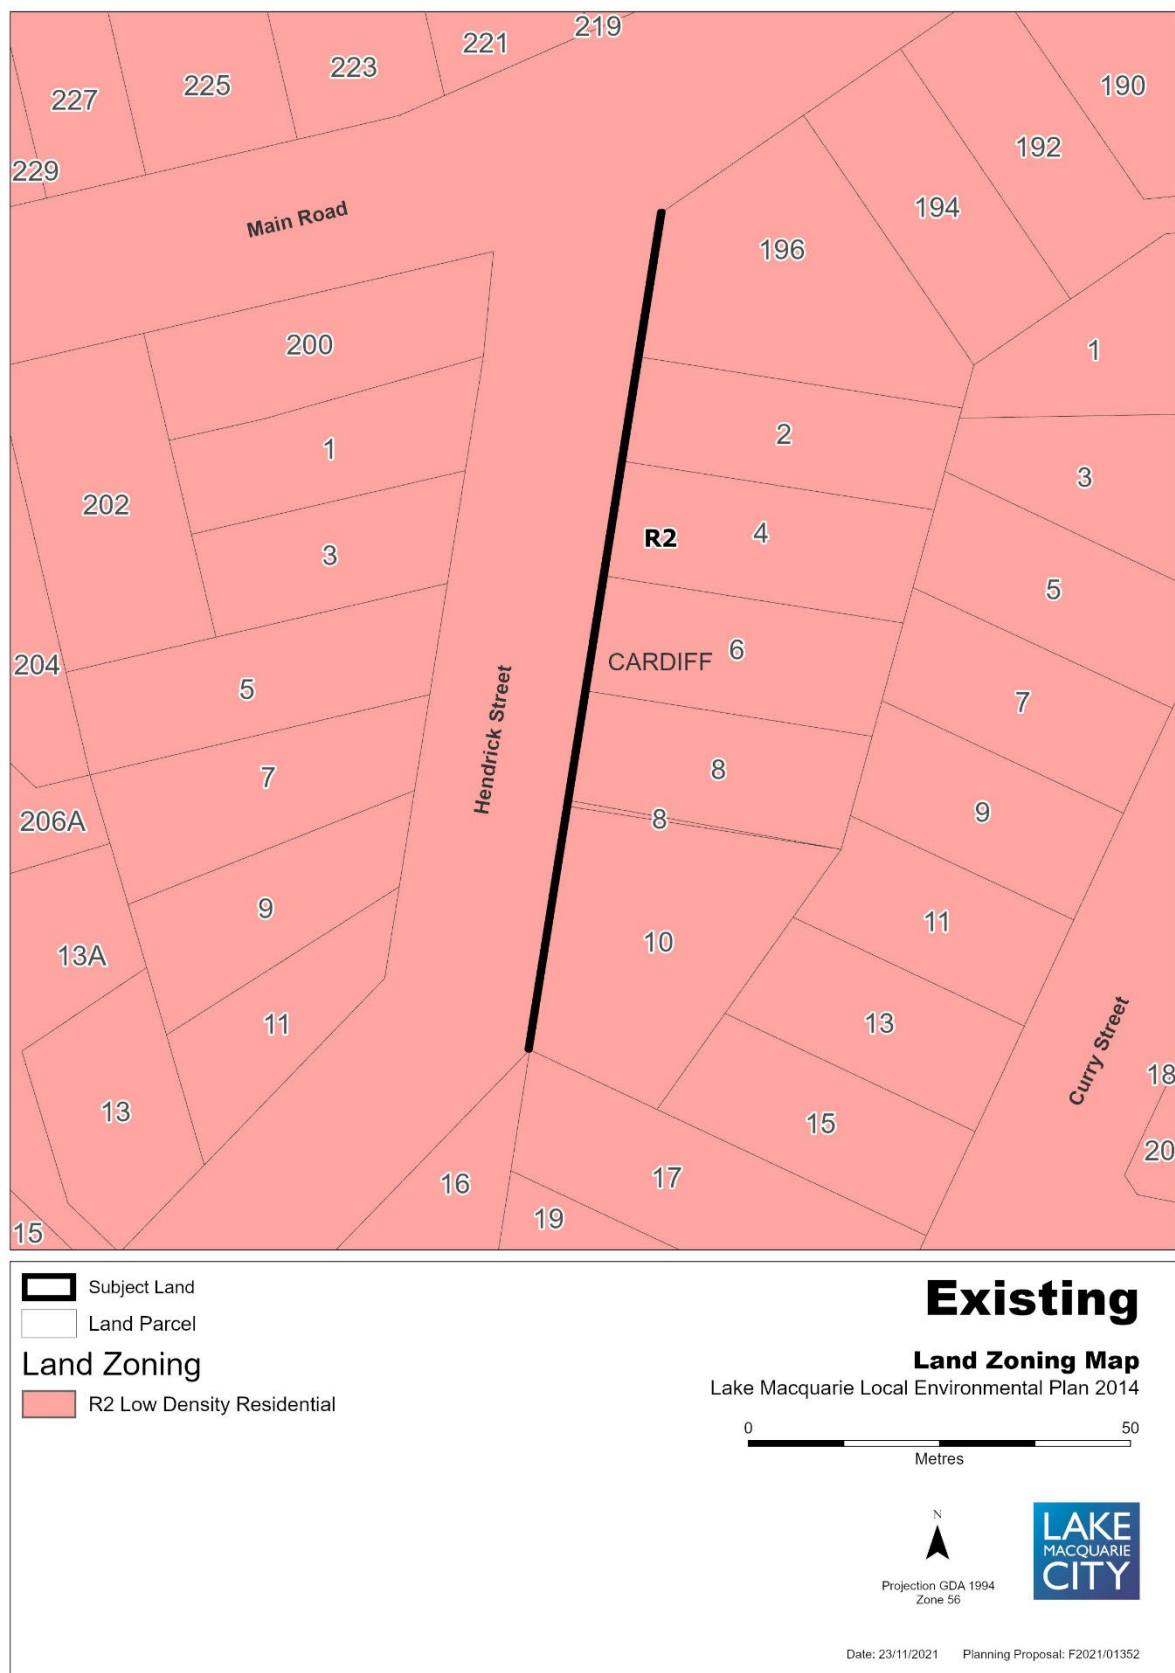 219
221
223
190
225
227
192
229
194
Main Road
196
200
1
1
2
3
202
4
R2
3
5
6
CARDIFF
204
5
7
Hendrick Street
8
7
9
8
206A
9
11
10
13A
11
13
Curry Street
18
13
15
20
17
16
19
15
Subject Land
Land Parcel
Land Zoning
R2 Low Density Residential
Existing
Land Zoning Map
Lake Macquarie Local Environmental Plan 2014
0 50
Metres
N
Projection GDA 1994
Zone 56
LAKE
MACQUARIE
CITY
Date: 23/11/2021 Planning Proposal: F2021/01352